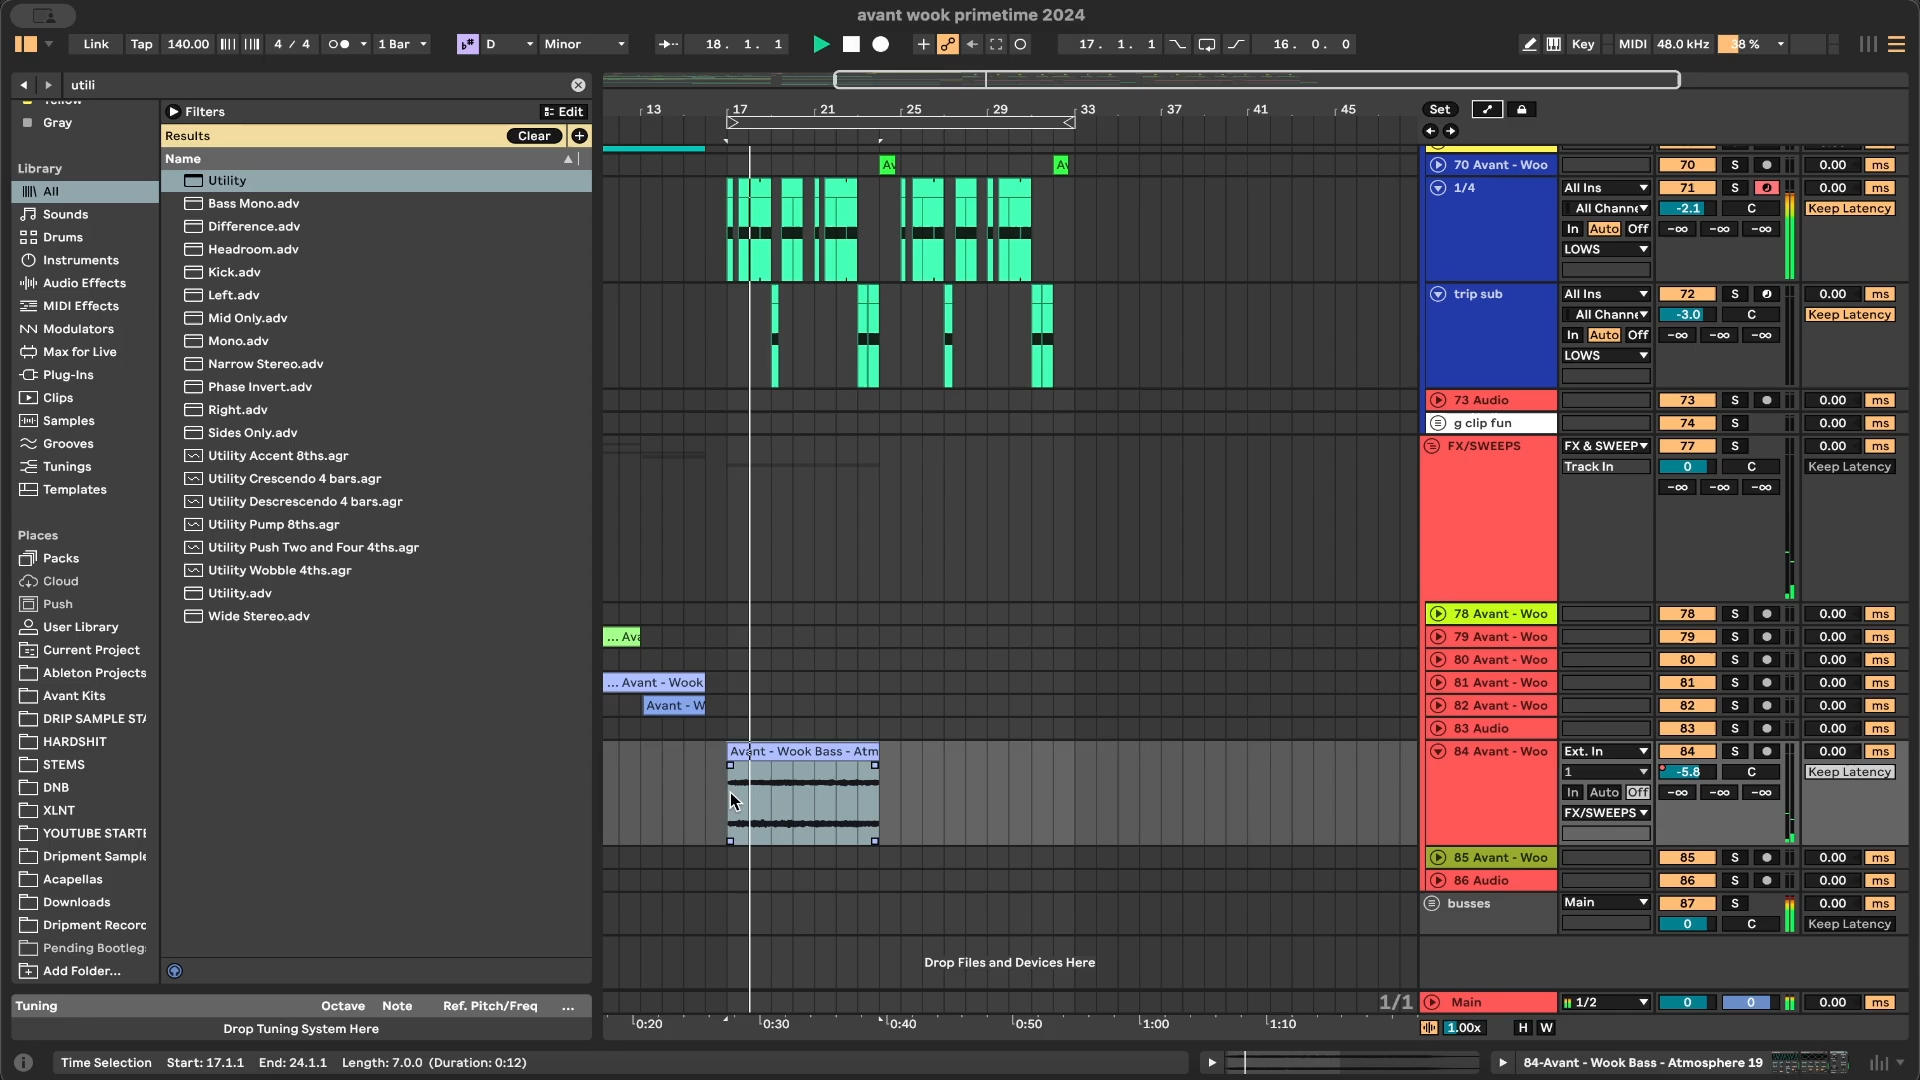 avant wook primetime 2024
Link Tap 140.00 4 / 4 1 Bar D Minor 18. 1. 1 17. 1. 1 16. 0. 0 Key MIDI 48.0 kHz 38 %
utili
Yellow
Gray
Library
All
Sounds
Drums
Instruments
Audio Effects
MIDI Effects
Modulators
Max for Live
Plug-Ins
Clips
Samples
Grooves
Tunings
Templates
Places
Packs
Cloud
Push
User Library
Current Project
Ableton Projects
Avant Kits
DRIP SAMPLE STA
HARDSHIT
STEMS
DNB
XLNT
YOUTUBE STARTE
Dripment Sample
Acapellas
Downloads
Dripment Record
Pending Bootlegs
Add Folder...
Filters Edit
Results Clear
Name
Utility
Bass Mono.adv
Difference.adv
Headroom.adv
Kick.adv
Left.adv
Mid Only.adv
Mono.adv
Narrow Stereo.adv
Phase Invert.adv
Right.adv
Sides Only.adv
Utility Accent 8ths.agr
Utility Crescendo 4 bars.agr
Utility Descrescendo 4 bars.agr
Utility Pump 8ths.agr
Utility Push Two and Four 4ths.agr
Utility Wobble 4ths.agr
Utility.adv
Wide Stereo.adv
Tuning Octave Note Ref. Pitch/Freq ...
Drop Tuning System Here
13 17 21 25 29 33 37 41 45
Set
Av Av
... Ava
... Avant - Wook
Avant - W
Avant - Wook Bass - Atm
Drop Files and Devices Here
1/1
0:20 0:30 0:40 0:50 1:00 1:10
70 Avant - Woo 70 S 0.00 ms
1/4 All Ins 71 S 0.00 ms
All Channe -2.1 C Keep Latency
In Auto Off -∞ -∞ -∞
LOWS
trip sub All Ins 72 S 0.00 ms
All Channe -3.0 C Keep Latency
In Auto Off -∞ -∞ -∞
LOWS
73 Audio 73 S 0.00 ms
g clip fun 74 S 0.00 ms
FX/SWEEPS FX & SWEEP 77 S 0.00 ms
Track In 0 C Keep Latency
-∞ -∞ -∞
78 Avant - Woo 78 S 0.00 ms
79 Avant - Woo 79 S 0.00 ms
80 Avant - Woo 80 S 0.00 ms
81 Avant - Woo 81 S 0.00 ms
82 Avant - Woo 82 S 0.00 ms
83 Audio 83 S 0.00 ms
84 Avant - Woo Ext. In 84 S 0.00 ms
1 -5.8 C Keep Latency
In Auto Off -∞ -∞ -∞
FX/SWEEPS
85 Avant - Woo 85 S 0.00 ms
86 Audio 86 S 0.00 ms
busses Main 87 S 0.00 ms
0 C Keep Latency
Main 1/2 0 0 0.00 ms
1.00x H W
Time Selection Start: 17.1.1 End: 24.1.1 Length: 7.0.0 (Duration: 0:12)
84-Avant - Wook Bass - Atmosphere 19